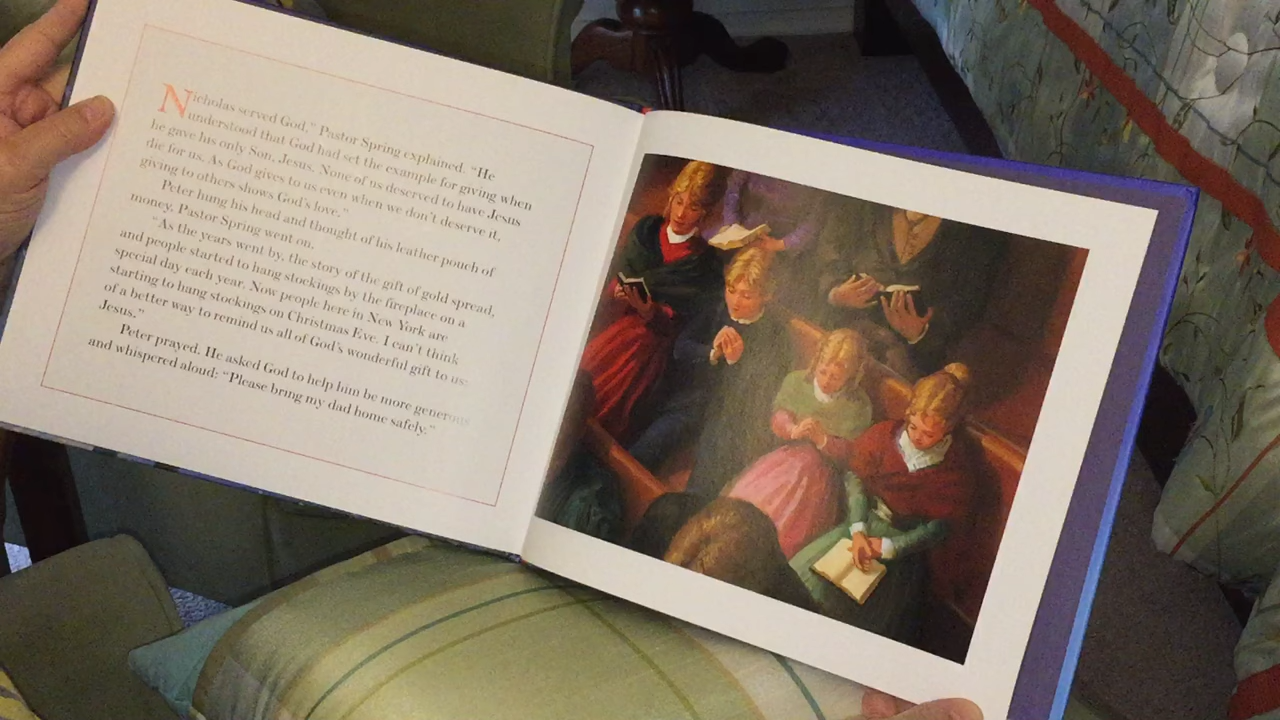 Nicholas served God," Pastor Spring explained. "He
understood that God had set the example for giving when
he gave his only Son, Jesus. None of us deserved to have Jesus
die for us. As God gives to us even when we don't deserve it,
giving to others shows God's love."
Peter hung his head and thought of his leather pouch of
money. Pastor Spring went on.
"As the years went by, the story of the gift of gold spread,
and people started to hang stockings by the fireplace on a
special day each year. Now people here in New York are
starting to hang stockings on Christmas Eve. I can't think
of a better way to remind us all of God's wonderful gift to us:
Jesus."
Peter prayed. He asked God to help him be more generous
and whispered aloud: "Please bring my dad home safely."